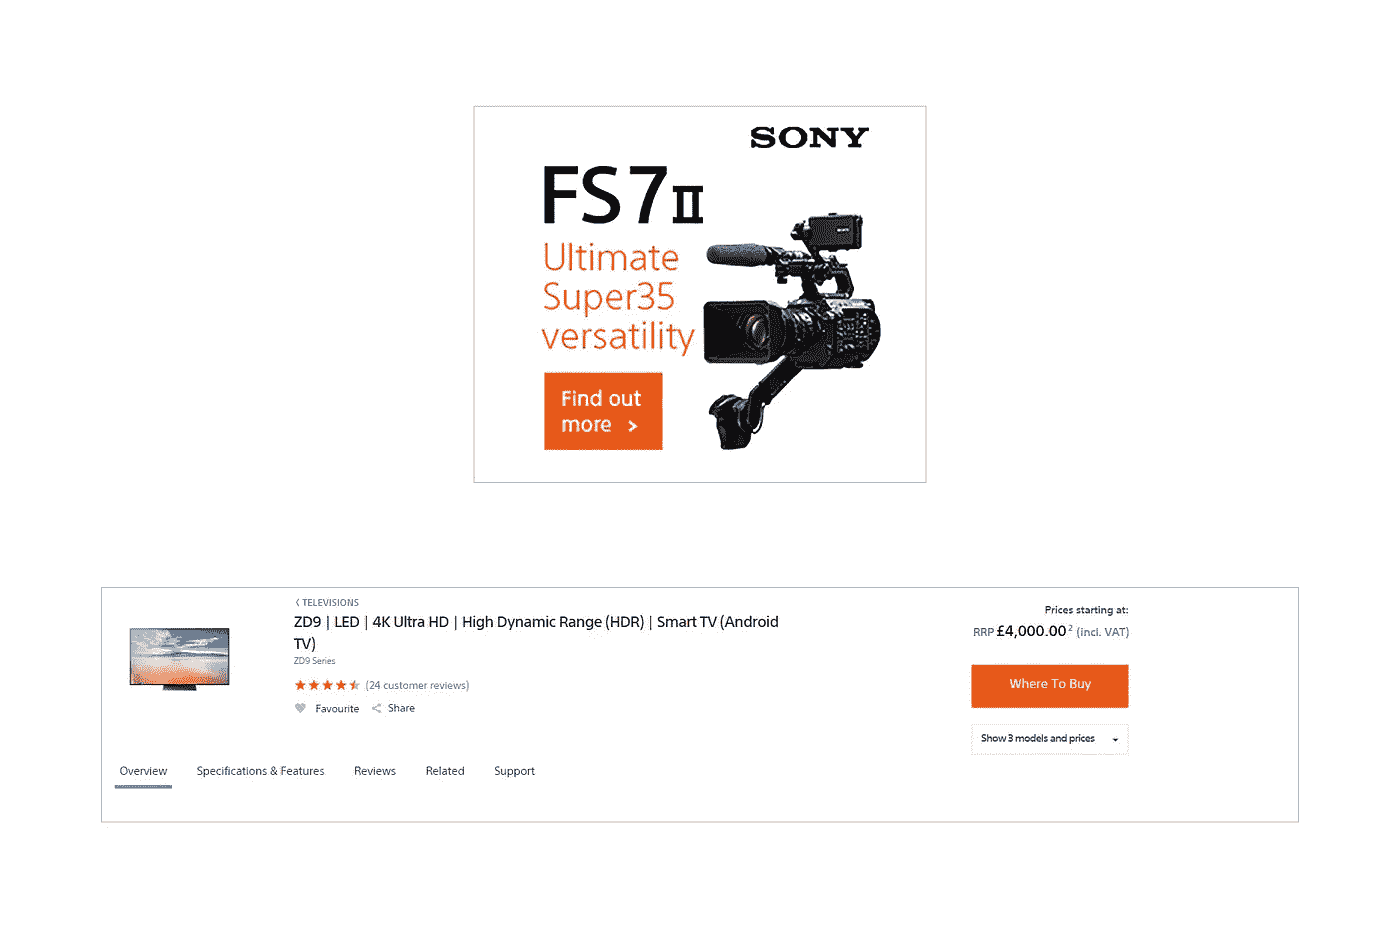 SONY
FS7II
Ultimate
Super35
versatility
Find out
more >
‹ TELEVISIONS
ZD9 | LED | 4K Ultra HD | High Dynamic Range (HDR) | Smart TV (Android
TV)
ZD9 Series
(24 customer reviews)
Favourite Share
Prices starting at:
RRP £4,000.00 2 (incl. VAT)
Where To Buy
Show 3 models and prices
Overview Specifications & Features Reviews Related Support